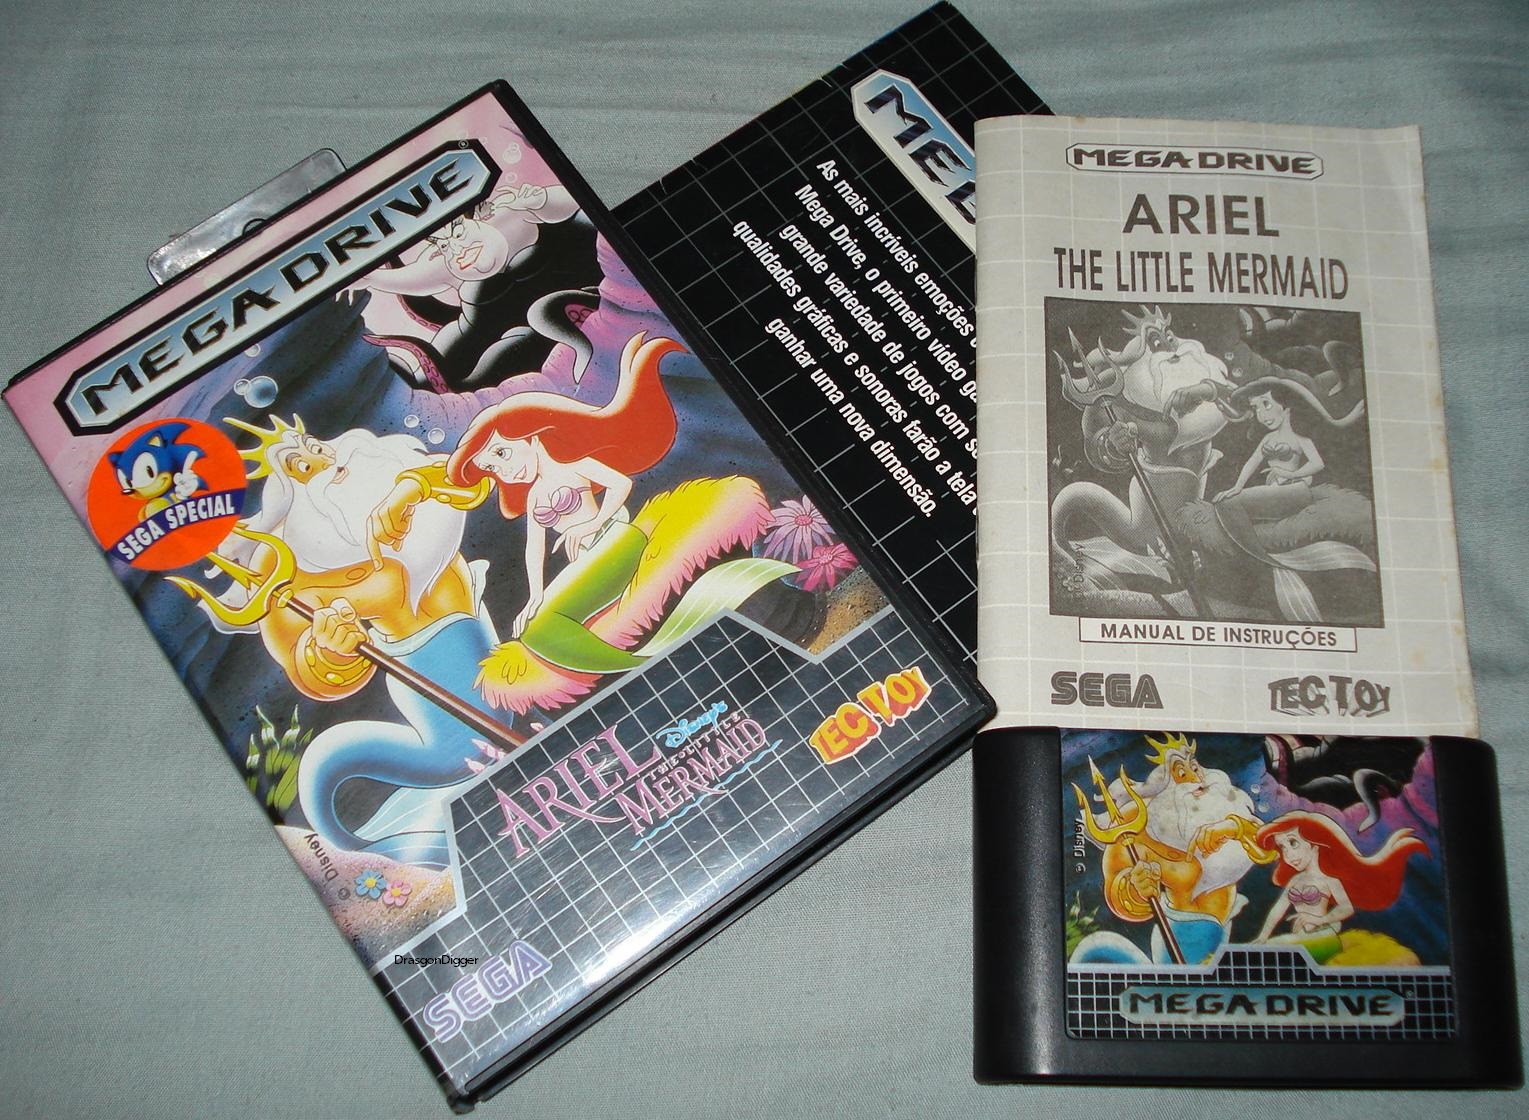 MEGA DRIVE
SEGA SPECIAL
Disney's
ARIEL
THE LITTLE
MERMAID
TEC TOY
© Disney
DrasgonDigger
SEGA
As mais incríveis emoções
Mega Drive, o primeiro vídeo
grande variedade de jogos com
qualidades gráficas e sonoras farão a tela
ganhar uma nova dimensão.
MEGA DRIVE
ARIEL
THE LITTLE MERMAID
© Disney
MANUAL DE INSTRUÇÕES
SEGA TEC TOY
© Disney
MEGA DRIVE